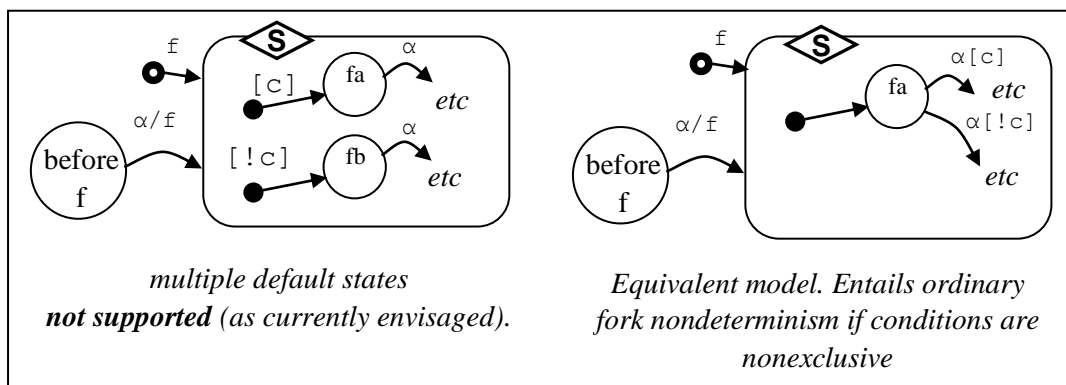 S
f
[c]
fa
α
etc
α/f
before
f
[!c]
fb
α
etc
multiple default states
not supported (as currently envisaged).
S
f
fa
α[c]
etc
α[!c]
etc
α/f
before
f
Equivalent model. Entails ordinary
fork nondeterminism if conditions are
nonexclusive